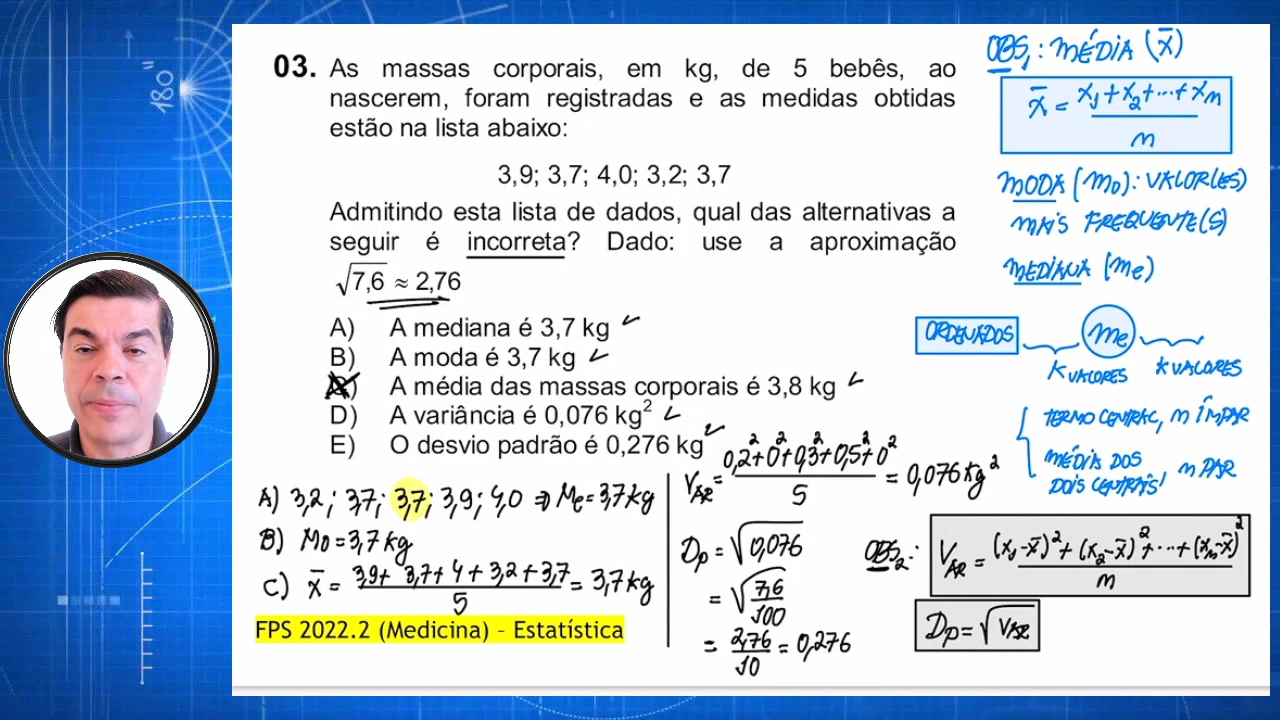 180°
03. As massas corporais, em kg, de 5 bebês, ao
nascerem, foram registradas e as medidas obtidas
estão na lista abaixo:
3,9; 3,7; 4,0; 3,2; 3,7
Admitindo esta lista de dados, qual das alternativas a
seguir é incorreta? Dado: use a aproximação
√7,6 ≈ 2,76
A) A mediana é 3,7 kg ✓
B) A moda é 3,7 kg ✓
C) A média das massas corporais é 3,8 kg ✓
D) A variância é 0,076 kg² ✓
E) O desvio padrão é 0,276 kg ✓
A) 3,2; 3,7; 3,7; 3,9; 4,0 ⇒ Me = 3,7 kg
B) Mo = 3,7 kg
C) x̄ = (3,9 + 3,7 + 4 + 3,2 + 3,7)/5 = 3,7 kg
FPS 2022.2 (Medicina) – Estatística
VAR = (0,2² + 0² + 0,3² + 0,5² + 0²)/5 = 0,076 kg²
Dp = √0,076
= √(7,6/100)
= 2,76/10 = 0,276
OBS₁: MÉDIA (x̄)
x̄ = (x₁ + x₂ + ... + xₙ)/n
MODA (Mo): VALOR(ES)
MAIS FREQUENTE(S)
MEDIANA (Me)
ORDENADOS Me
K VALORES K VALORES
TERMO CENTRAL, n ÍMPAR
MÉDIA DOS
DOIS CENTRAIS, n PAR
OBS₂: VAR = ((x₁ - x̄)² + (x₂ - x̄)² + ... + (xₙ - x̄)²)/n
Dp = √VAR